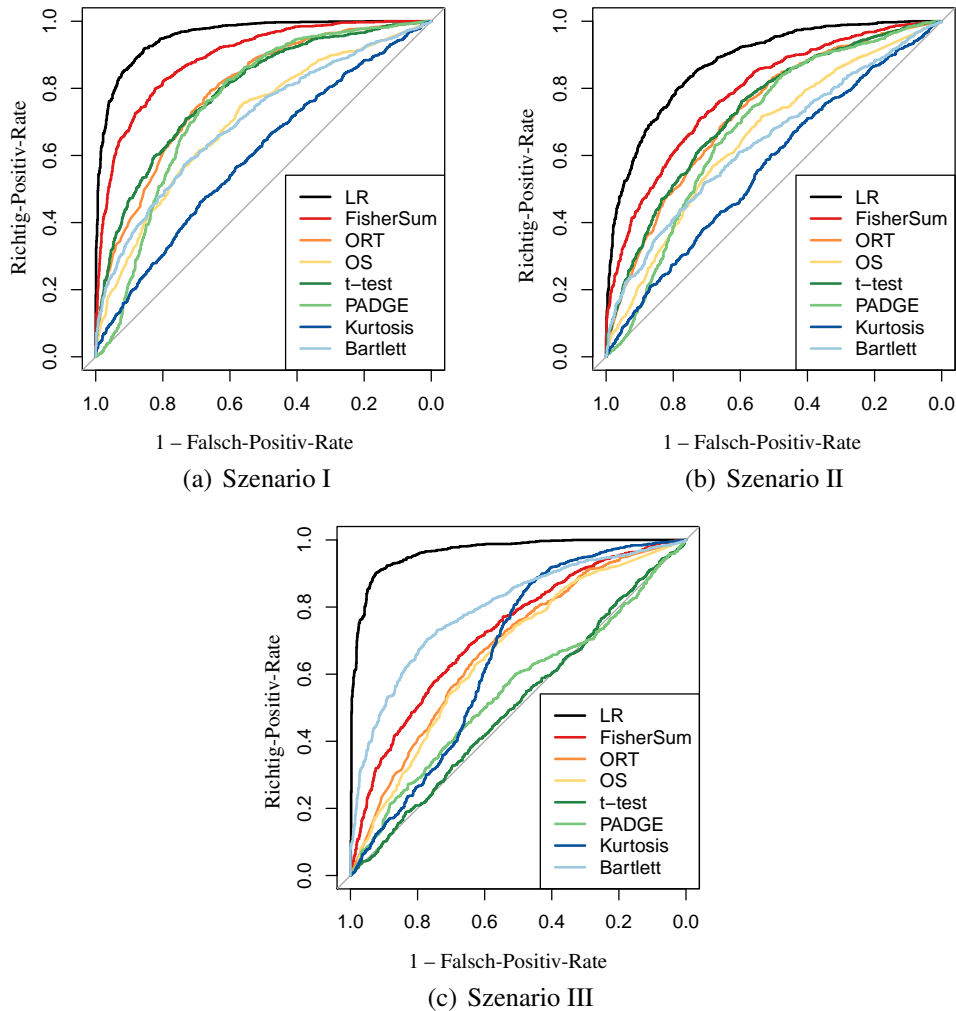 Richtig-Positiv-Rate
1.0
0.8
0.6
0.4
0.2
0.0
LR
FisherSum
ORT
OS
t−test
PADGE
Kurtosis
Bartlett
1.0 0.8 0.6 0.4 0.2 0.0
1 – Falsch-Positiv-Rate
(a) Szenario I
Richtig-Positiv-Rate
1.0
0.8
0.6
0.4
0.2
0.0
LR
FisherSum
ORT
OS
t−test
PADGE
Kurtosis
Bartlett
1.0 0.8 0.6 0.4 0.2 0.0
1 – Falsch-Positiv-Rate
(b) Szenario II
Richtig-Positiv-Rate
1.0
0.8
0.6
0.4
0.2
0.0
LR
FisherSum
ORT
OS
t−test
PADGE
Kurtosis
Bartlett
1.0 0.8 0.6 0.4 0.2 0.0
1 – Falsch-Positiv-Rate
(c) Szenario III